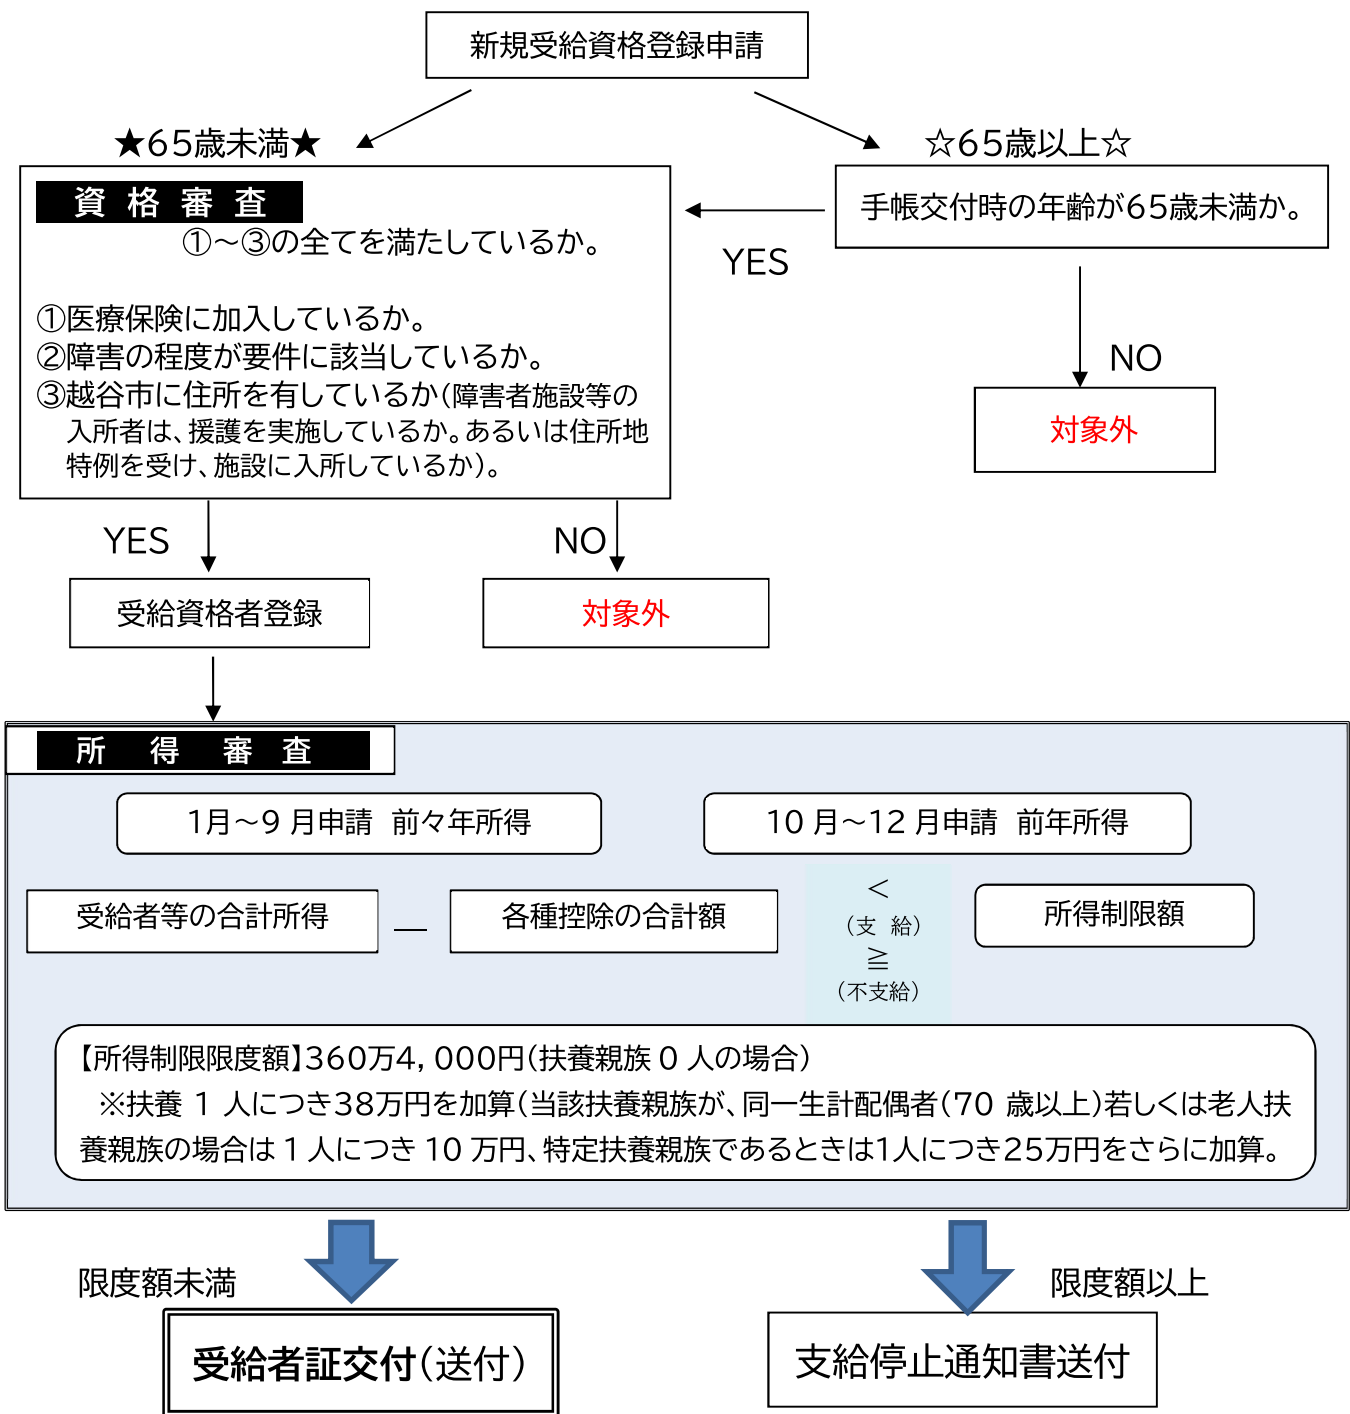 新規受給資格登録申請
★65歳未満★
☆65歳以上☆
資格審査
①～③の全てを満たしているか。
①医療保険に加入しているか。
②障害の程度が要件に該当しているか。
③越谷市に住所を有しているか（障害者施設等の
入所者は、援護を実施しているか。あるいは住所地
特例を受け、施設に入所しているか）。
手帳交付時の年齢が65歳未満か。
YES
NO
対象外
YES
NO
受給資格者登録
対象外
所得審査
1月～9月申請 前々年所得
10月～12月申請 前年所得
受給者等の合計所得
―
各種控除の合計額
＜
（支 給）
≧
（不支給）
所得制限額
【所得制限限度額】360万4，000円（扶養親族0人の場合）
※扶養1人につき38万円を加算（当該扶養親族が、同一生計配偶者（70歳以上）若しくは老人扶
養親族の場合は1人につき10万円、特定扶養親族であるときは1人につき25万円をさらに加算。
限度額未満
限度額以上
受給者証交付（送付）
支給停止通知書送付